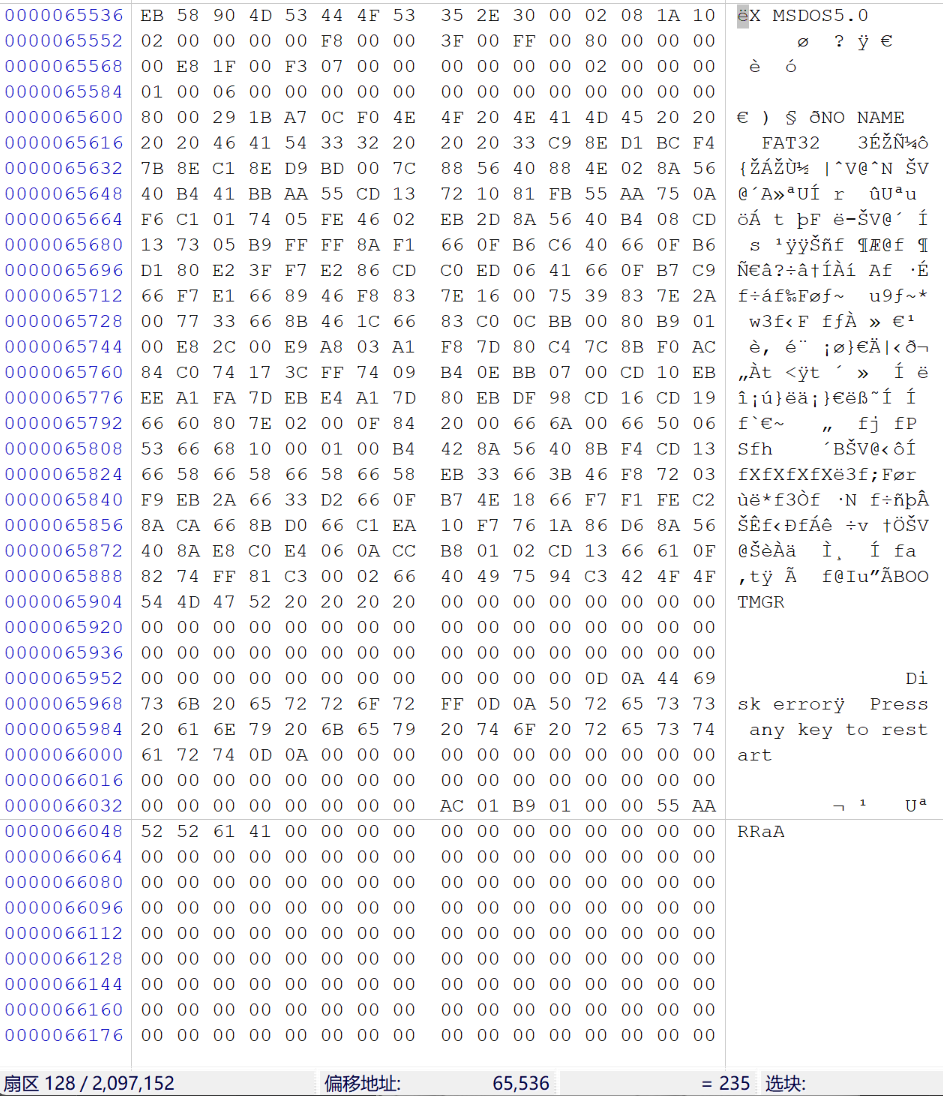 0000065536 EB 58 90 4D 53 44 4F 53 35 2E 30 00 02 08 1A 10 ëX MSDOS5.0
0000065552 02 00 00 00 00 F8 00 00 3F 00 FF 00 80 00 00 00 ø ? ÿ €
0000065568 00 E8 1F 00 F3 07 00 00 00 00 00 00 02 00 00 00 è ó
0000065584 01 00 06 00 00 00 00 00 00 00 00 00 00 00 00 00
0000065600 80 00 29 1B A7 0C F0 4E 4F 20 4E 41 4D 45 20 20 € ) § ðNO NAME
0000065616 20 20 46 41 54 33 32 20 20 20 33 C9 8E D1 BC F4 FAT32 3ÉŽÑ¼ô
0000065632 7B 8E C1 8E D9 BD 00 7C 88 56 40 88 4E 02 8A 56 {ŽÁŽÙ½ |ˆV@ˆN ŠV
0000065648 40 B4 41 BB AA 55 CD 13 72 10 81 FB 55 AA 75 0A @´A»ªUÍ r ûUªu
0000065664 F6 C1 01 74 05 FE 46 02 EB 2D 8A 56 40 B4 08 CD öÁ t þF ë-ŠV@´ Í
0000065680 13 73 05 B9 FF FF 8A F1 66 0F B6 C6 40 66 0F B6 s ¹ÿÿŠñf ¶Æ@f ¶
0000065696 D1 80 E2 3F F7 E2 86 CD C0 ED 06 41 66 0F B7 C9 Ñ€â?÷â†ÍÀí Af ·É
0000065712 66 F7 E1 66 89 46 F8 83 7E 16 00 75 39 83 7E 2A f÷áf‰Føƒ~ u9ƒ~*
0000065728 00 77 33 66 8B 46 1C 66 83 C0 0C BB 00 80 B9 01 w3f‹F fƒÀ » €¹
0000065744 00 E8 2C 00 E9 A8 03 A1 F8 7D 80 C4 7C 8B F0 AC è, é¨ ¡ø}€Ä|‹ð¬
0000065760 84 C0 74 17 3C FF 74 09 B4 0E BB 07 00 CD 10 EB „Àt <ÿt ´ » Í ë
0000065776 EE A1 FA 7D EB E4 A1 7D 80 EB DF 98 CD 16 CD 19 î¡ú}ëä¡}€ëß˜Í Í
0000065792 66 60 80 7E 02 00 0F 84 20 00 66 6A 00 66 50 06 f`€~ „ fj fP
0000065808 53 66 68 10 00 01 00 B4 42 8A 56 40 8B F4 CD 13 Sfh ´BŠV@‹ôÍ
0000065824 66 58 66 58 66 58 66 58 EB 33 66 3B 46 F8 72 03 fXfXfXfXë3f;Før
0000065840 F9 EB 2A 66 33 D2 66 0F B7 4E 18 66 F7 F1 FE C2 ùë*f3Òf ·N f÷ñþÂ
0000065856 8A CA 66 8B D0 66 C1 EA 10 F7 76 1A 86 D6 8A 56 ŠÊf‹ÐfÁê ÷v †ÖŠV
0000065872 40 8A E8 C0 E4 06 0A CC B8 01 02 CD 13 66 61 0F @ŠèÀä Ì¸ Í fa
0000065888 82 74 FF 81 C3 00 02 66 40 49 75 94 C3 42 4F 4F ‚tÿ Ã f@Iu”ÃBOO
0000065904 54 4D 47 52 20 20 20 20 00 00 00 00 00 00 00 00 TMGR
0000065920 00 00 00 00 00 00 00 00 00 00 00 00 00 00 00 00
0000065936 00 00 00 00 00 00 00 00 00 00 00 00 00 00 00 00
0000065952 00 00 00 00 00 00 00 00 00 00 00 00 0D 0A 44 69 Di
0000065968 73 6B 20 65 72 72 6F 72 FF 0D 0A 50 72 65 73 73 sk errorÿ Press
0000065984 20 61 6E 79 20 6B 65 79 20 74 6F 20 72 65 73 74 any key to rest
0000066000 61 72 74 0D 0A 00 00 00 00 00 00 00 00 00 00 00 art
0000066016 00 00 00 00 00 00 00 00 00 00 00 00 00 00 00 00
0000066032 00 00 00 00 00 00 00 00 AC 01 B9 01 00 00 55 AA ¬ ¹ Uª
0000066048 52 52 61 41 00 00 00 00 00 00 00 00 00 00 00 00 RRaA
0000066064 00 00 00 00 00 00 00 00 00 00 00 00 00 00 00 00
0000066080 00 00 00 00 00 00 00 00 00 00 00 00 00 00 00 00
0000066096 00 00 00 00 00 00 00 00 00 00 00 00 00 00 00 00
0000066112 00 00 00 00 00 00 00 00 00 00 00 00 00 00 00 00
0000066128 00 00 00 00 00 00 00 00 00 00 00 00 00 00 00 00
0000066144 00 00 00 00 00 00 00 00 00 00 00 00 00 00 00 00
0000066160 00 00 00 00 00 00 00 00 00 00 00 00 00 00 00 00
0000066176 00 00 00 00 00 00 00 00 00 00 00 00 00 00 00 00
扇区 128 / 2,097,152 偏移地址: 65,536 = 235 选块: